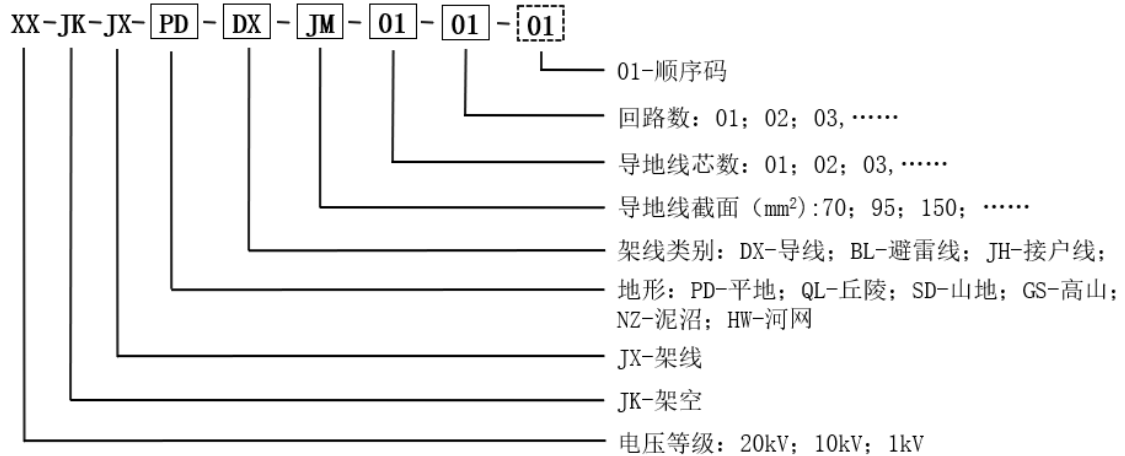 XX-JK-JX-PD-DX-JM-01-01-01
01-顺序码
回路数：01；02；03,……
导地线芯数：01；02；03,……
导地线截面（mm²）:70；95；150；……
架线类别：DX-导线；BL-避雷线；JH-接户线；
地形：PD-平地；QL-丘陵；SD-山地；GS-高山；
NZ-泥沼；HW-河网
JX-架线
JK-架空
电压等级：20kV；10kV；1kV